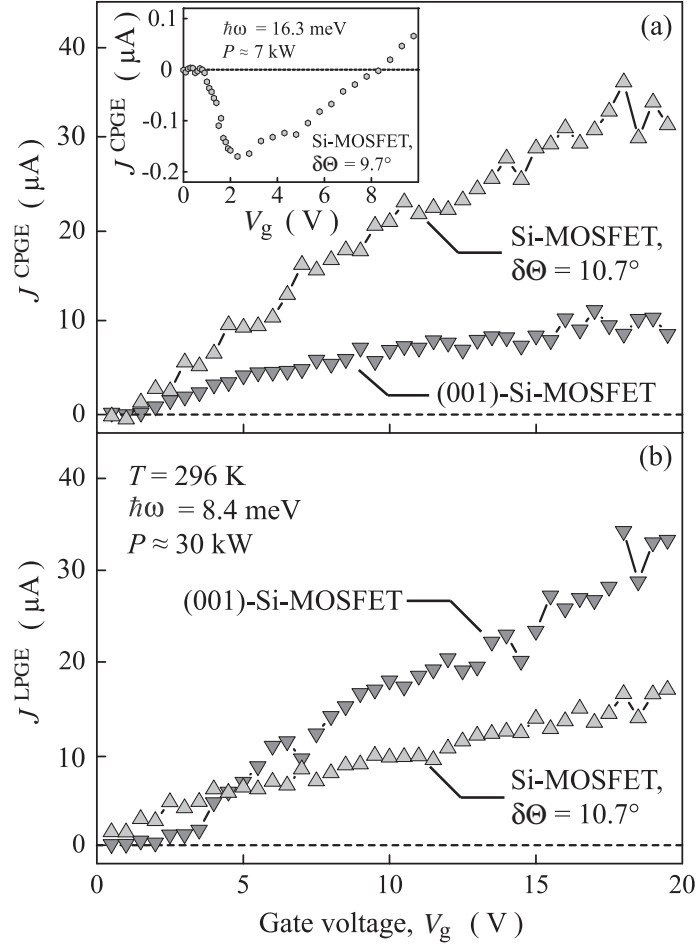 (a)
J CPGE ( μA)
40
30
20
10
0
ħω = 16.3 meV
P ≈ 7 kW
J CPGE ( μA)
0.1
0
-0.1
-0.2
Si-MOSFET,
δΘ = 9.7°
0 2 4 6 8
Vg ( V)
Si-MOSFET,
δΘ = 10.7°
(001)-Si-MOSFET
(b)
J LPGE ( μA)
40
30
20
10
0
T = 296 K
ħω = 8.4 meV
P ≈ 30 kW
(001)-Si-MOSFET
Si-MOSFET,
δΘ = 10.7°
0 5 10 15 20
Gate voltage, Vg ( V)